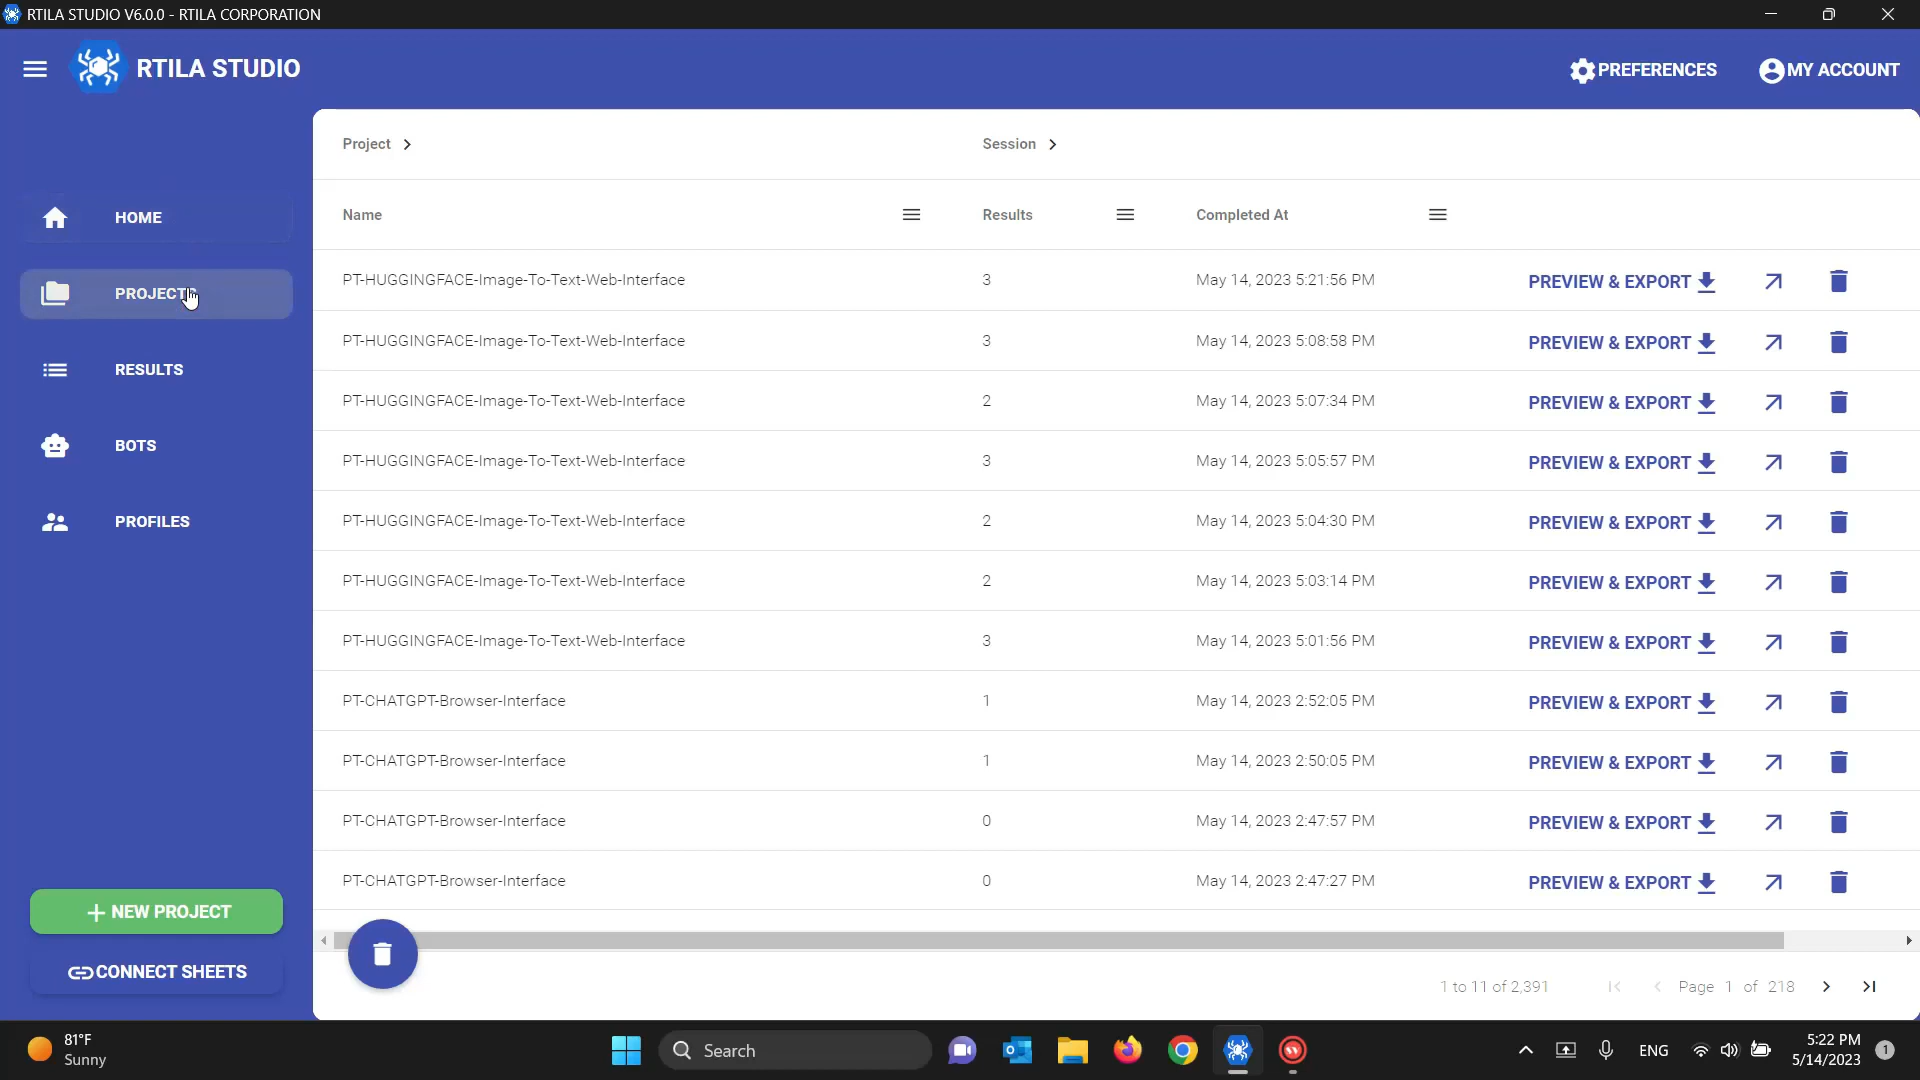 RTILA STUDIO V6.0.0 - RTILA CORPORATION
RTILA STUDIO
PREFERENCES
MY ACCOUNT
HOME
PROJECTS
RESULTS
BOTS
PROFILES
+ NEW PROJECT
CONNECT SHEETS
Project > Session >
Name Results Completed At
PT-HUGGINGFACE-Image-To-Text-Web-Interface 3 May 14, 2023 5:21:56 PM PREVIEW & EXPORT
PT-HUGGINGFACE-Image-To-Text-Web-Interface 3 May 14, 2023 5:08:58 PM PREVIEW & EXPORT
PT-HUGGINGFACE-Image-To-Text-Web-Interface 2 May 14, 2023 5:07:34 PM PREVIEW & EXPORT
PT-HUGGINGFACE-Image-To-Text-Web-Interface 3 May 14, 2023 5:05:57 PM PREVIEW & EXPORT
PT-HUGGINGFACE-Image-To-Text-Web-Interface 2 May 14, 2023 5:04:30 PM PREVIEW & EXPORT
PT-HUGGINGFACE-Image-To-Text-Web-Interface 2 May 14, 2023 5:03:14 PM PREVIEW & EXPORT
PT-HUGGINGFACE-Image-To-Text-Web-Interface 3 May 14, 2023 5:01:56 PM PREVIEW & EXPORT
PT-CHATGPT-Browser-Interface 1 May 14, 2023 2:52:05 PM PREVIEW & EXPORT
PT-CHATGPT-Browser-Interface 1 May 14, 2023 2:50:05 PM PREVIEW & EXPORT
PT-CHATGPT-Browser-Interface 0 May 14, 2023 2:47:57 PM PREVIEW & EXPORT
PT-CHATGPT-Browser-Interface 0 May 14, 2023 2:47:27 PM PREVIEW & EXPORT
1 to 11 of 2,391 Page 1 of 218
81°F
Sunny
Search
ENG
5:22 PM
5/14/2023
1